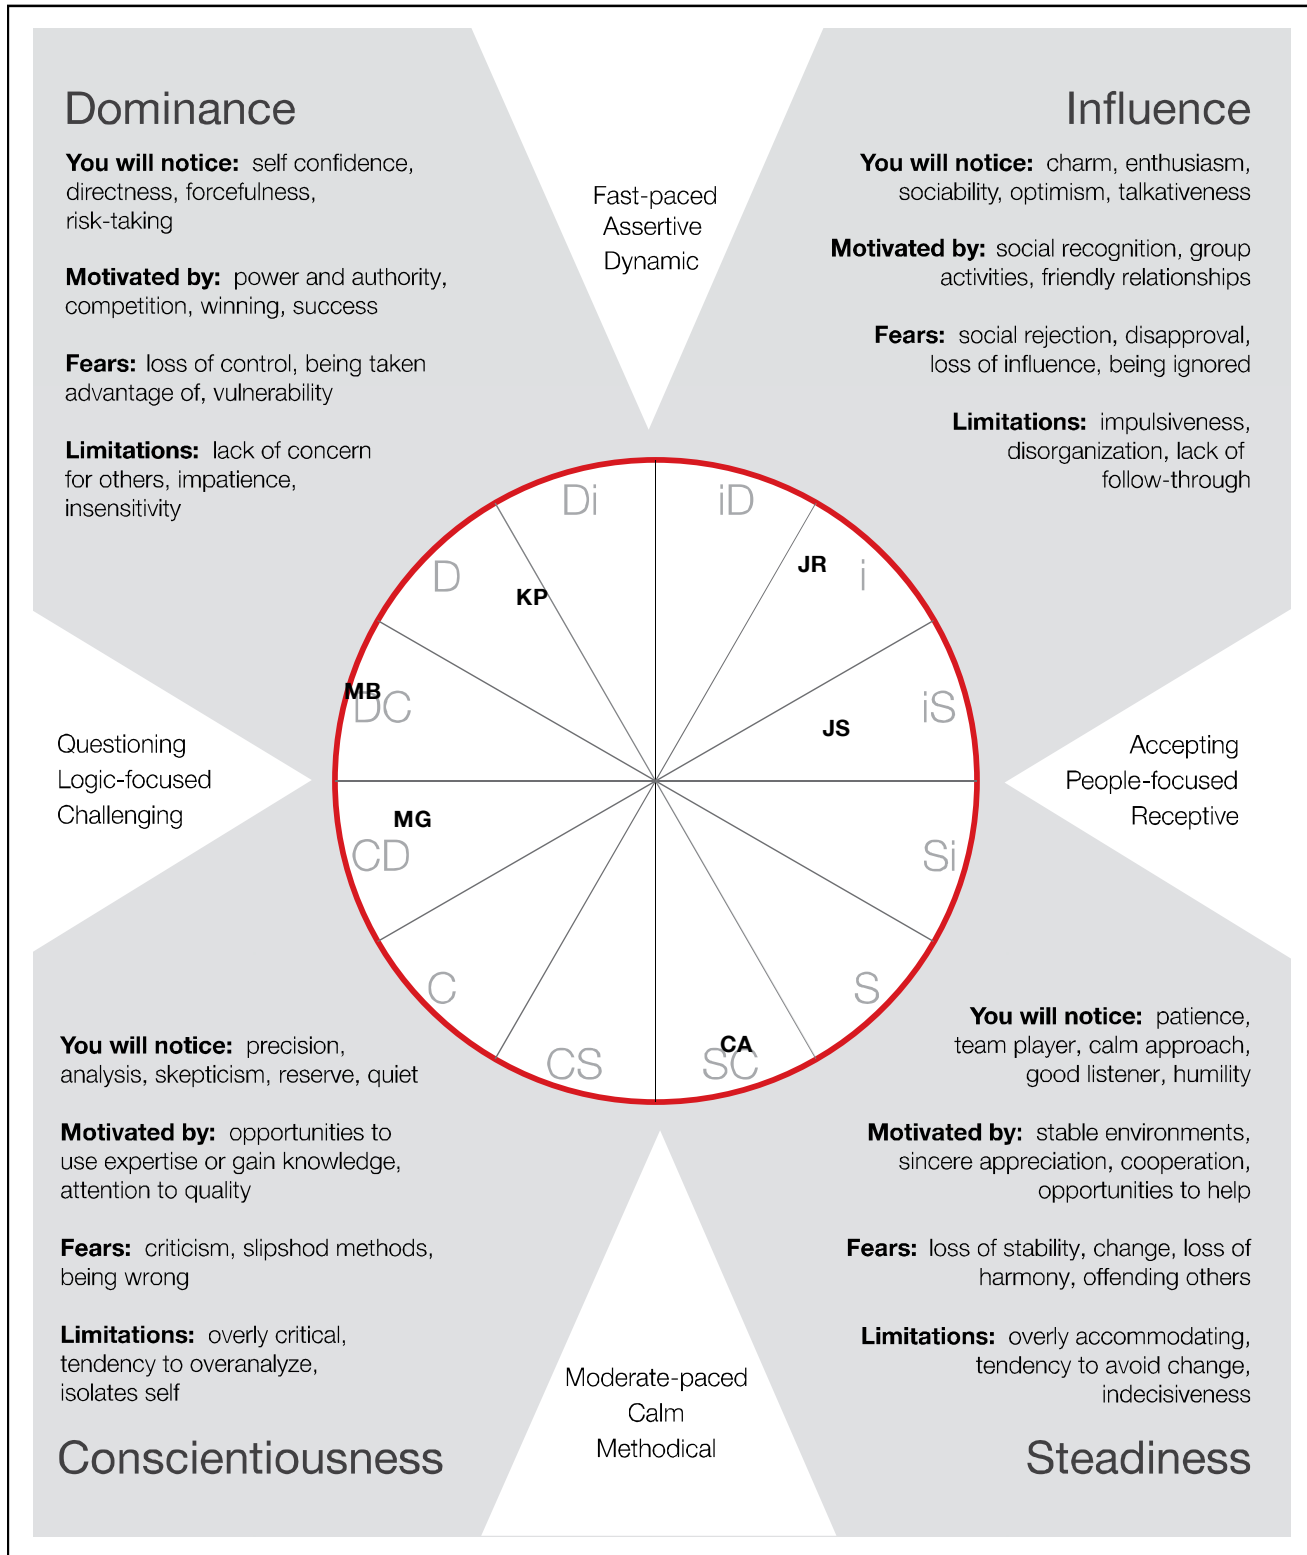 Dominance
You will notice: self confidence,
directness, forcefulness,
risk-taking
Motivated by: power and authority,
competition, winning, success
Fears: loss of control, being taken
advantage of, vulnerability
Limitations: lack of concern
for others, impatience,
insensitivity
Fast-paced
Assertive
Dynamic
Influence
You will notice: charm, enthusiasm,
sociability, optimism, talkativeness
Motivated by: social recognition, group
activities, friendly relationships
Fears: social rejection, disapproval,
loss of influence, being ignored
Limitations: impulsiveness,
disorganization, lack of
follow-through
Di
iD
D
KP
JR
i
MB
DC
JS
iS
Questioning
Logic-focused
Challenging
Accepting
People-focused
Receptive
MG
CD
Si
C
S
CS
CA
SC
You will notice: precision,
analysis, skepticism, reserve, quiet
Motivated by: opportunities to
use expertise or gain knowledge,
attention to quality
Fears: criticism, slipshod methods,
being wrong
Limitations: overly critical,
tendency to overanalyze,
isolates self
Conscientiousness
Moderate-paced
Calm
Methodical
You will notice: patience,
team player, calm approach,
good listener, humility
Motivated by: stable environments,
sincere appreciation, cooperation,
opportunities to help
Fears: loss of stability, change, loss of
harmony, offending others
Limitations: overly accommodating,
tendency to avoid change,
indecisiveness
Steadiness